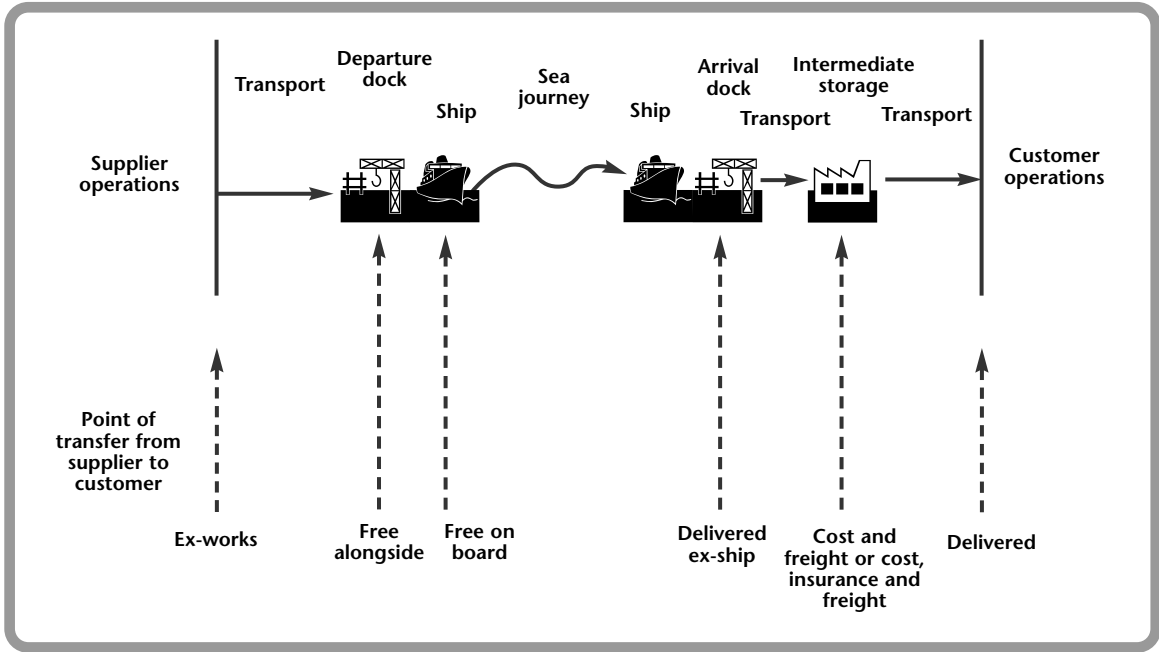 Transport
Departure
dock
Ship
Sea
journey
Ship
Arrival
dock
Transport
Intermediate
storage
Transport
Supplier
operations
Customer
operations
Point of
transfer from
supplier to
customer
Ex-works
Free
alongside
Free on
board
Delivered
ex-ship
Cost and
freight or cost,
insurance and
freight
Delivered